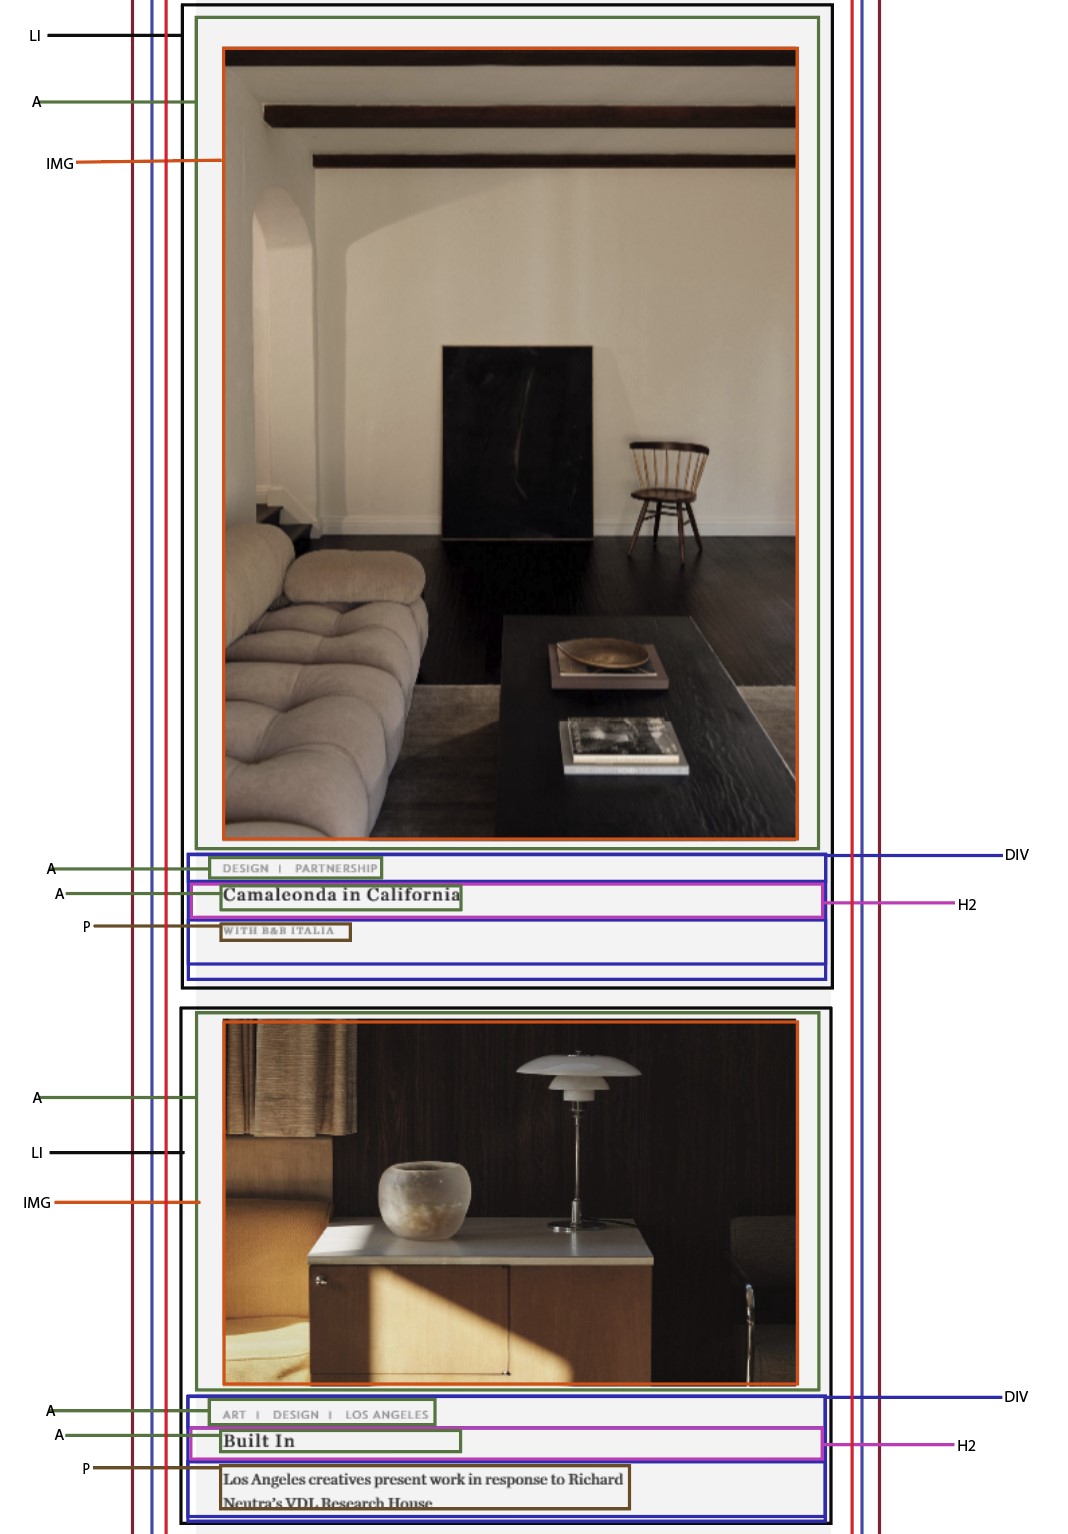 LI
A
IMG
A
DESIGN | PARTNERSHIP
DIV
A
Camaleonda in California
H2
P
WITH B&B ITALIA
A
LI
IMG
DIV
A
ART | DESIGN | LOS ANGELES
A
Built In
H2
P
Los Angeles creatives present work in response to Richard
Neutra's VDL Research House